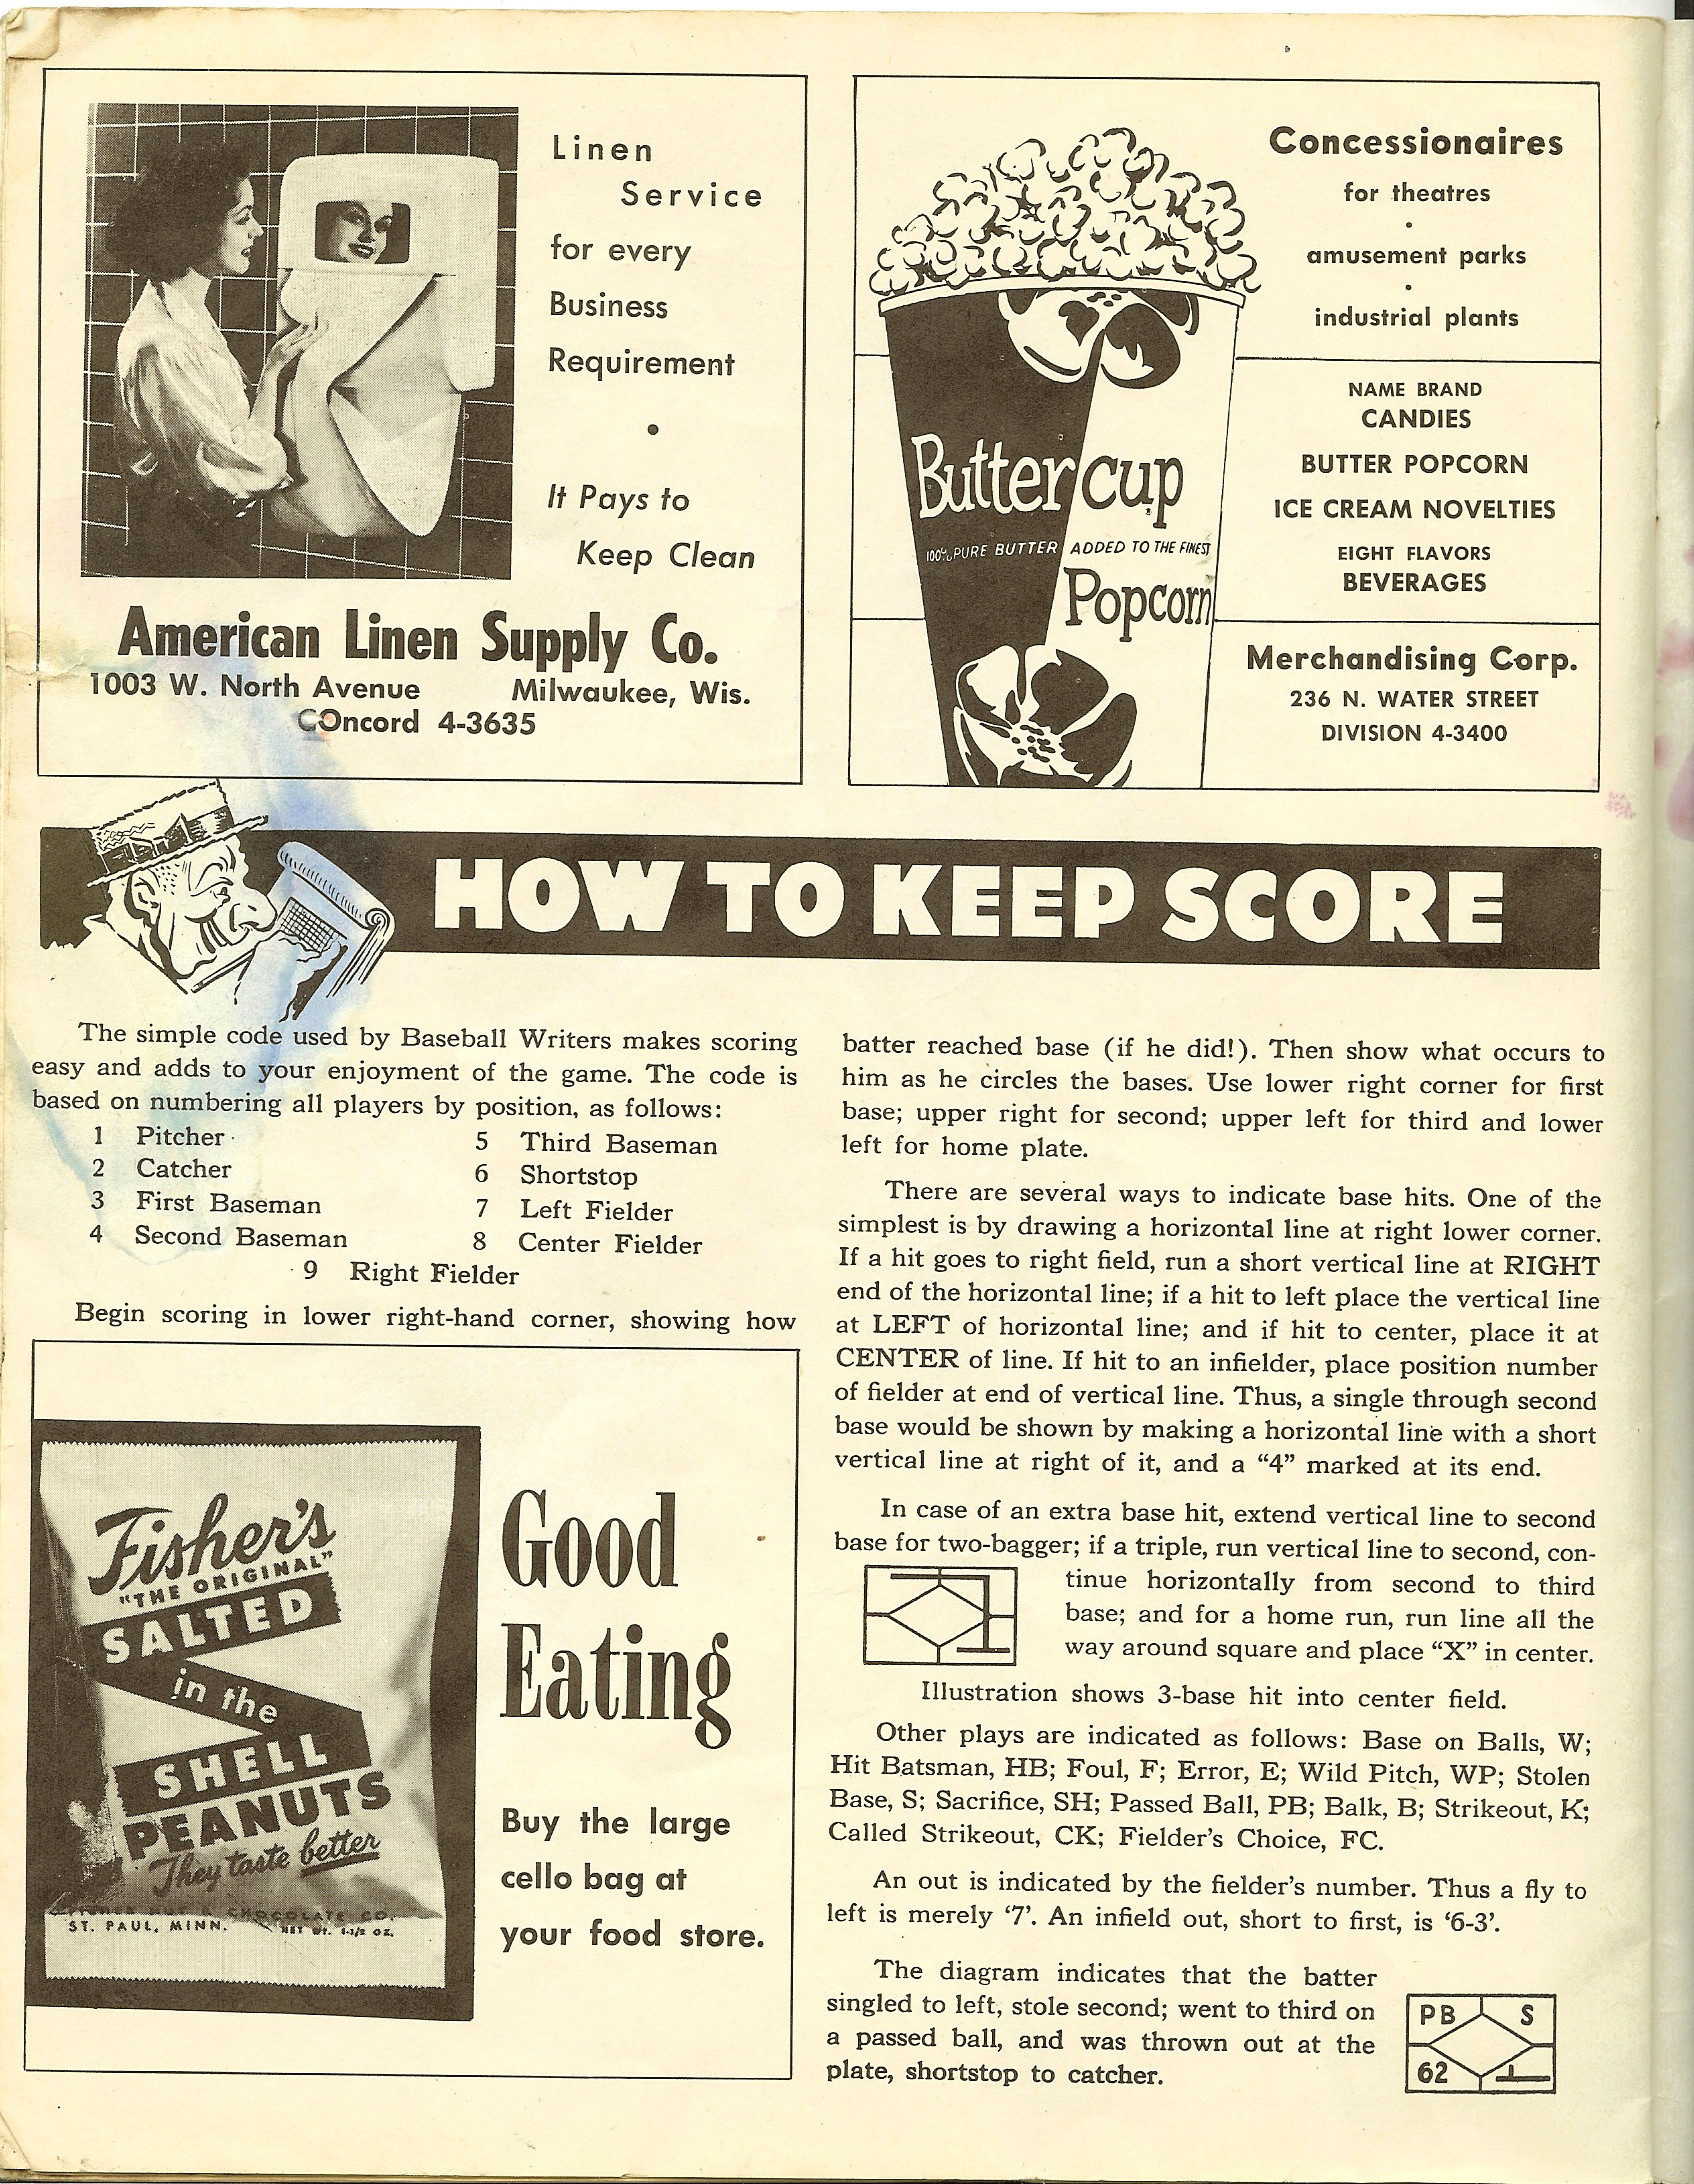 Linen
Service
for every
Business
Requirement
•
It Pays to
Keep Clean
American Linen Supply Co.
1003 W. North Avenue Milwaukee, Wis.
COncord 4-3635
Buttercup
100% PURE BUTTER ADDED TO THE FINEST
Popcorn
Concessionaires
for theatres
•
amusement parks
•
industrial plants
NAME BRAND
CANDIES
BUTTER POPCORN
ICE CREAM NOVELTIES
EIGHT FLAVORS
BEVERAGES
Merchandising Corp.
236 N. WATER STREET
DIVISION 4-3400
HOW TO KEEP SCORE
The simple code used by Baseball Writers makes scoring
easy and adds to your enjoyment of the game. The code is
based on numbering all players by position, as follows:
1 Pitcher
2 Catcher
3 First Baseman
4 Second Baseman
5 Third Baseman
6 Shortstop
7 Left Fielder
8 Center Fielder
9 Right Fielder
Begin scoring in lower right-hand corner, showing how
batter reached base (if he did!). Then show what occurs to
him as he circles the bases. Use lower right corner for first
base; upper right for second; upper left for third and lower
left for home plate.
There are several ways to indicate base hits. One of the
simplest is by drawing a horizontal line at right lower corner.
If a hit goes to right field, run a short vertical line at RIGHT
end of the horizontal line; if a hit to left place the vertical line
at LEFT of horizontal line; and if hit to center, place it at
CENTER of line. If hit to an infielder, place position number
of fielder at end of vertical line. Thus, a single through second
base would be shown by making a horizontal line with a short
vertical line at right of it, and a “4” marked at its end.
In case of an extra base hit, extend vertical line to second
base for two-bagger; if a triple, run vertical line to second, con-
tinue horizontally from second to third
base; and for a home run, run line all the
way around square and place “X” in center.
Illustration shows 3-base hit into center field.
Other plays are indicated as follows: Base on Balls, W;
Hit Batsman, HB; Foul, F; Error, E; Wild Pitch, WP; Stolen
Base, S; Sacrifice, SH; Passed Ball, PB; Balk, B; Strikeout, K;
Called Strikeout, CK; Fielder’s Choice, FC.
An out is indicated by the fielder’s number. Thus a fly to
left is merely ‘7’. An infield out, short to first, is ‘6-3’.
The diagram indicates that the batter
singled to left, stole second; went to third on
a passed ball, and was thrown out at the
plate, shortstop to catcher.
PB S
62
Fisher's
"THE ORIGINAL"
SALTED
in the
SHELL
PEANUTS
They taste better
NUT & CHOCOLATE CO.
ST. PAUL, MINN. NET WT. 1-1/2 OZ.
Good
Eating
Buy the large
cello bag at
your food store.